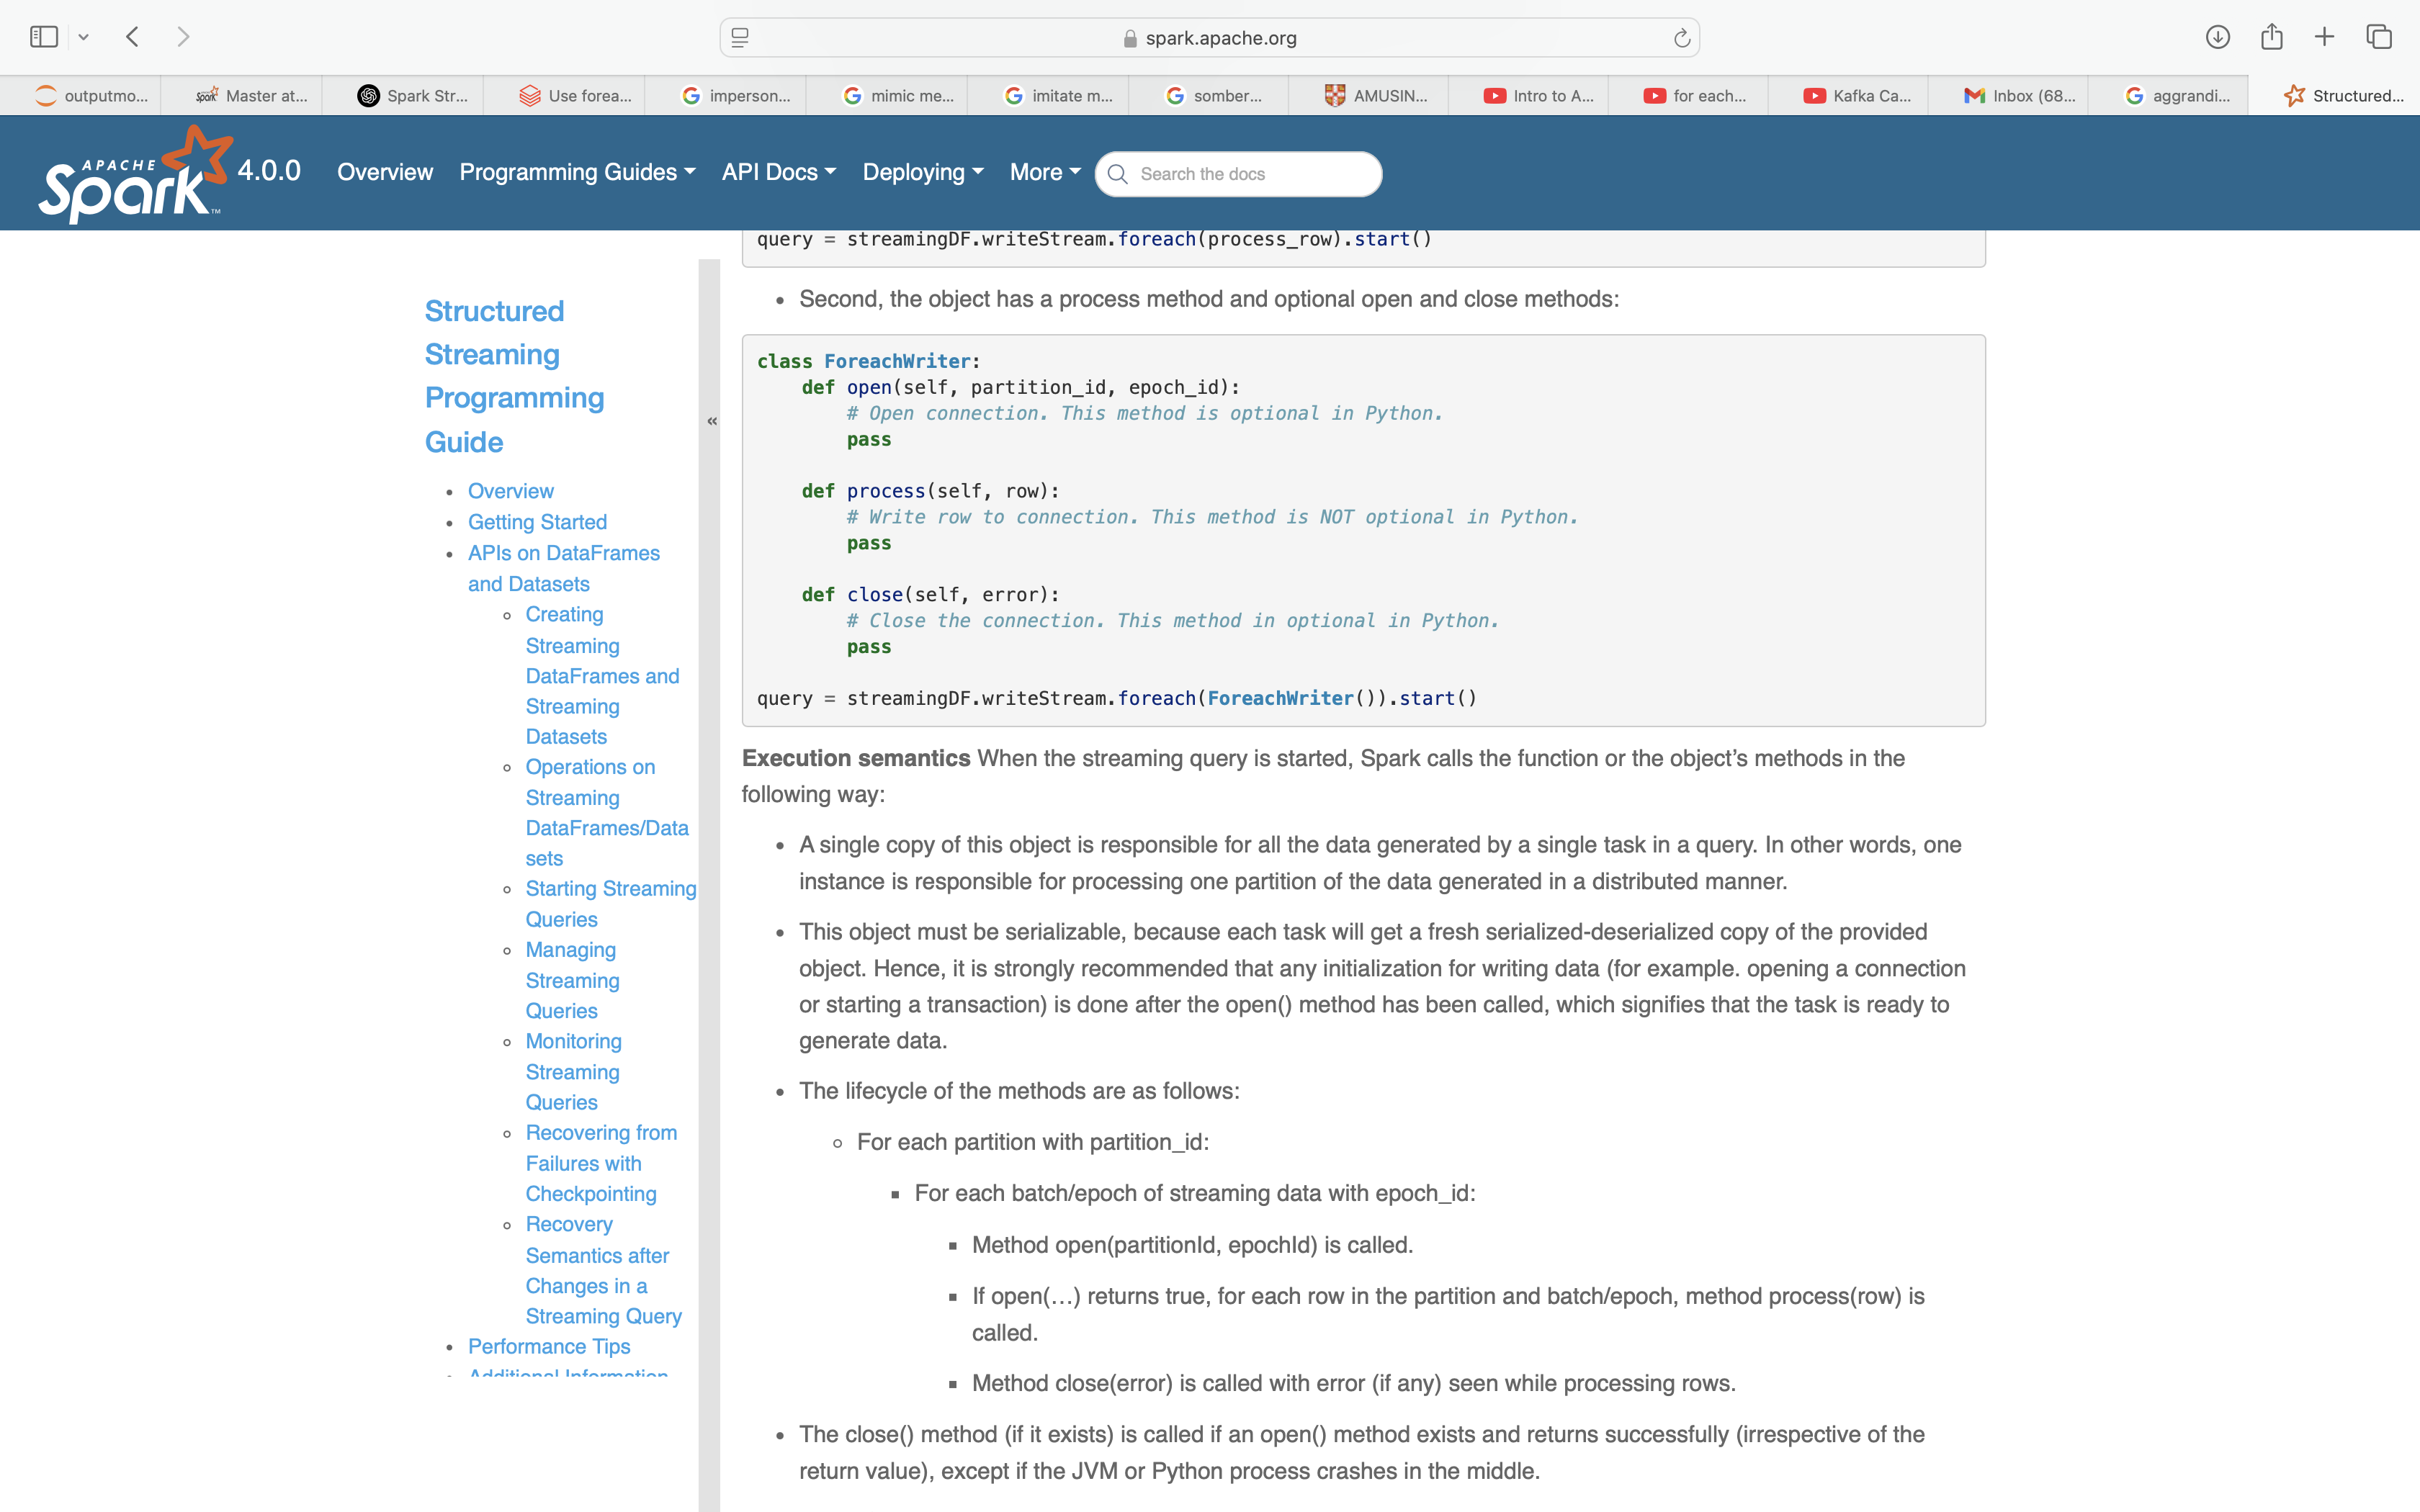 spark.apache.org
outputmo...
Master at...
Spark Str...
Use forea...
imperson...
mimic me...
imitate m...
somber...
AMUSIN...
Intro to A...
for each...
Kafka Ca...
Inbox (68...
aggrandi...
Structured...
APACHE
Spark™
4.0.0
Overview
Programming Guides
API Docs
Deploying
More
Search the docs
Structured
Streaming
Programming
Guide
• Overview
• Getting Started
• APIs on DataFrames
and Datasets
◦ Creating
Streaming
DataFrames and
Streaming
Datasets
◦ Operations on
Streaming
DataFrames/Data
sets
◦ Starting Streaming
Queries
◦ Managing
Streaming
Queries
◦ Monitoring
Streaming
Queries
◦ Recovering from
Failures with
Checkpointing
◦ Recovery
Semantics after
Changes in a
Streaming Query
• Performance Tips
• Additional Information
«
query = streamingDF.writeStream.foreach(process_row).start()
• Second, the object has a process method and optional open and close methods:
class ForeachWriter:
    def open(self, partition_id, epoch_id):
        # Open connection. This method is optional in Python.
        pass
    def process(self, row):
        # Write row to connection. This method is NOT optional in Python.
        pass
    def close(self, error):
        # Close the connection. This method in optional in Python.
        pass
query = streamingDF.writeStream.foreach(ForeachWriter()).start()
Execution semantics When the streaming query is started, Spark calls the function or the object’s methods in the
following way:
• A single copy of this object is responsible for all the data generated by a single task in a query. In other words, one
instance is responsible for processing one partition of the data generated in a distributed manner.
• This object must be serializable, because each task will get a fresh serialized-deserialized copy of the provided
object. Hence, it is strongly recommended that any initialization for writing data (for example. opening a connection
or starting a transaction) is done after the open() method has been called, which signifies that the task is ready to
generate data.
• The lifecycle of the methods are as follows:
◦ For each partition with partition_id:
▪ For each batch/epoch of streaming data with epoch_id:
▪ Method open(partitionId, epochId) is called.
▪ If open(…) returns true, for each row in the partition and batch/epoch, method process(row) is
called.
▪ Method close(error) is called with error (if any) seen while processing rows.
• The close() method (if it exists) is called if an open() method exists and returns successfully (irrespective of the
return value), except if the JVM or Python process crashes in the middle.